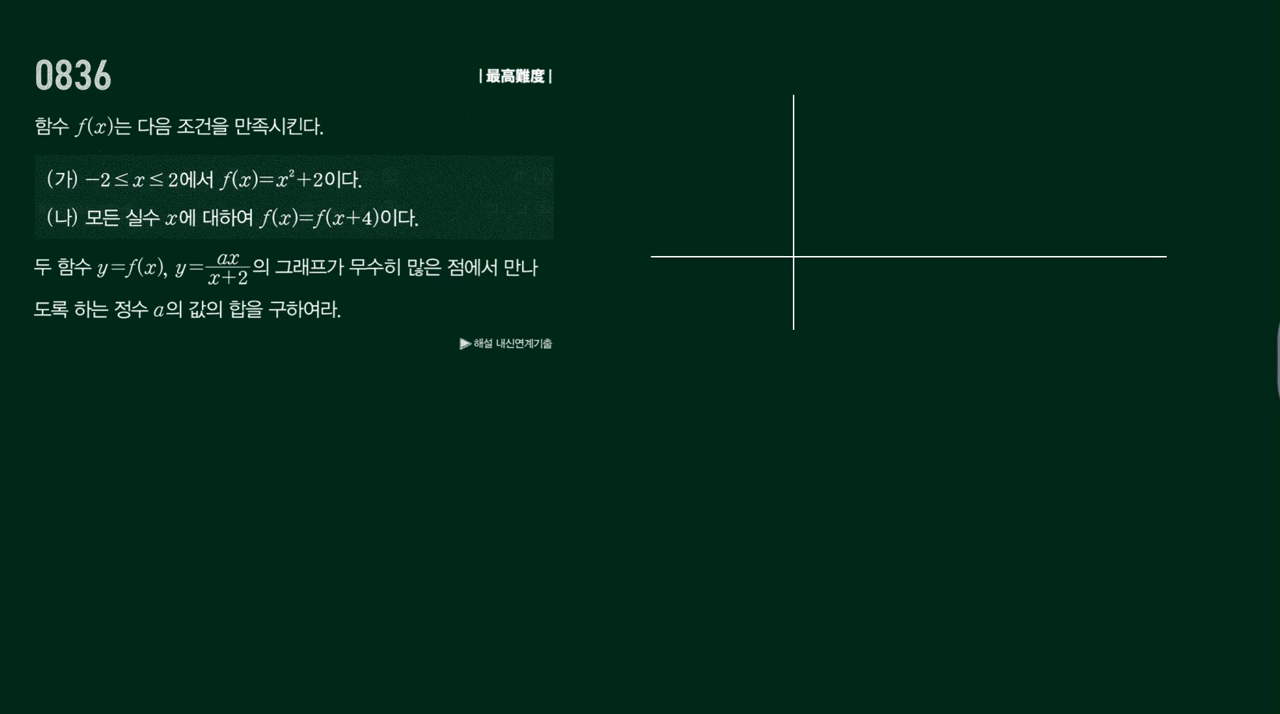 0836
|最高難度|
함수 f(x)는 다음 조건을 만족시킨다.
(가) −2≤x≤2에서 f(x)=x²+2이다.
(나) 모든 실수 x에 대하여 f(x)=f(x+4)이다.
두 함수 y=f(x), y=ax/(x+2)의 그래프가 무수히 많은 점에서 만나
도록 하는 정수 a의 값의 합을 구하여라.
▶ 해설 내신연계기출